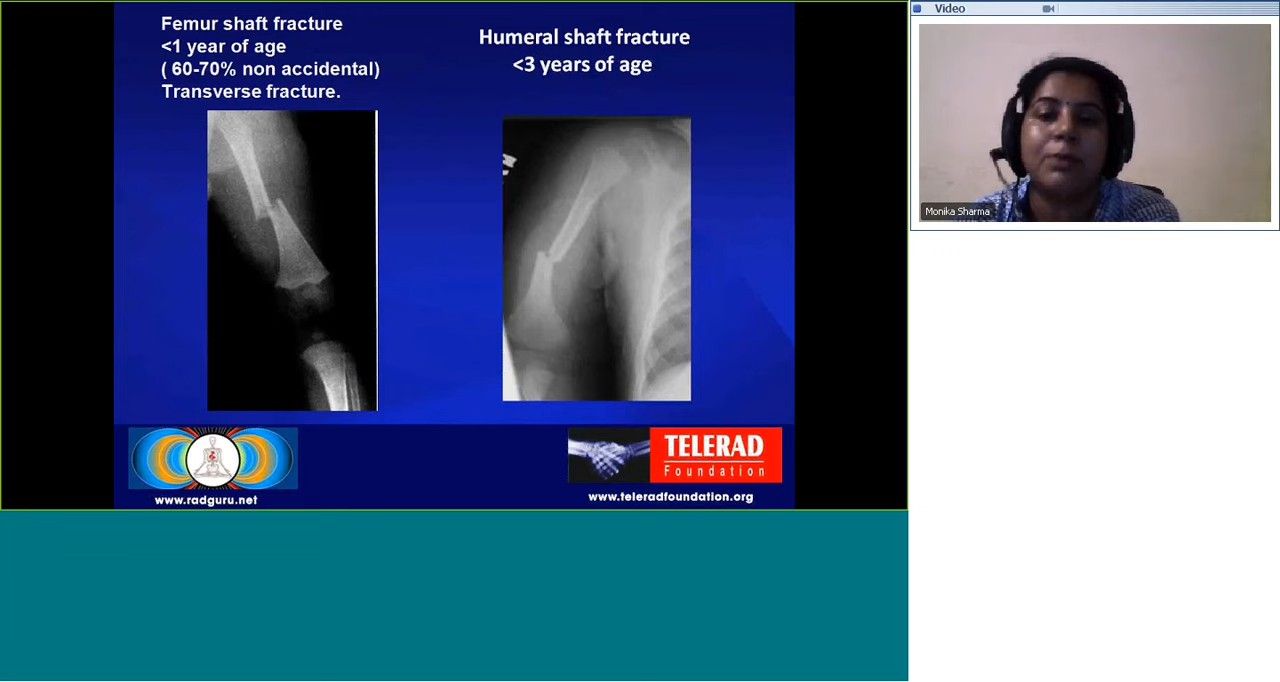 Femur shaft fracture
<1 year of age
( 60-70% non accidental)
Transverse fracture.
Humeral shaft fracture
<3 years of age
www.radguru.net
TELERAD
Foundation
www.teleradfoundation.org
Video
Monika Sharma